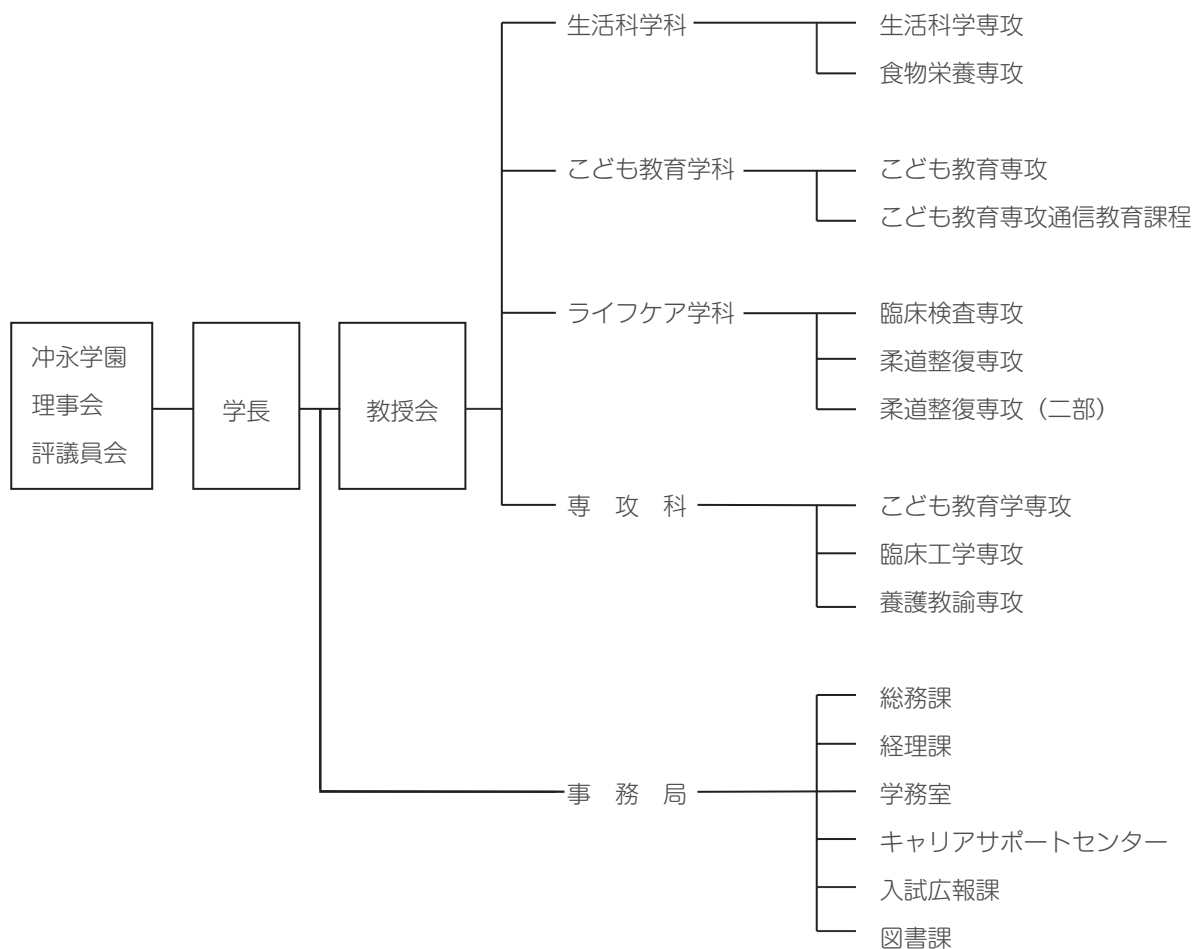 生活科学科
生活科学専攻
食物栄養専攻
こども教育学科
こども教育専攻
こども教育専攻通信教育課程
ライフケア学科
臨床検査専攻
柔道整復専攻
柔道整復専攻（二部）
冲永学園
理事会
評議員会
学長
教授会
専　攻　科
こども教育学専攻
臨床工学専攻
養護教諭専攻
事　務　局
総務課
経理課
学務室
キャリアサポートセンター
入試広報課
図書課